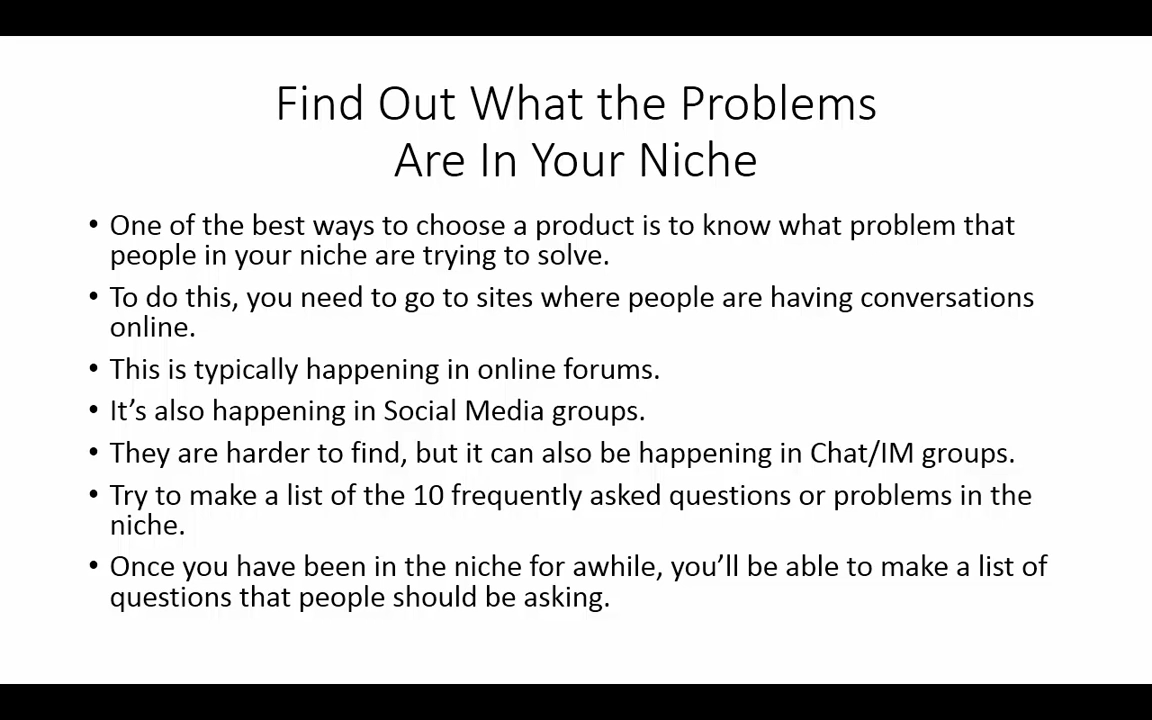 Find Out What the Problems
Are In Your Niche
• One of the best ways to choose a product is to know what problem that
people in your niche are trying to solve.
• To do this, you need to go to sites where people are having conversations
online.
• This is typically happening in online forums.
• It’s also happening in Social Media groups.
• They are harder to find, but it can also be happening in Chat/IM groups.
• Try to make a list of the 10 frequently asked questions or problems in the
niche.
• Once you have been in the niche for awhile, you’ll be able to make a list of
questions that people should be asking.